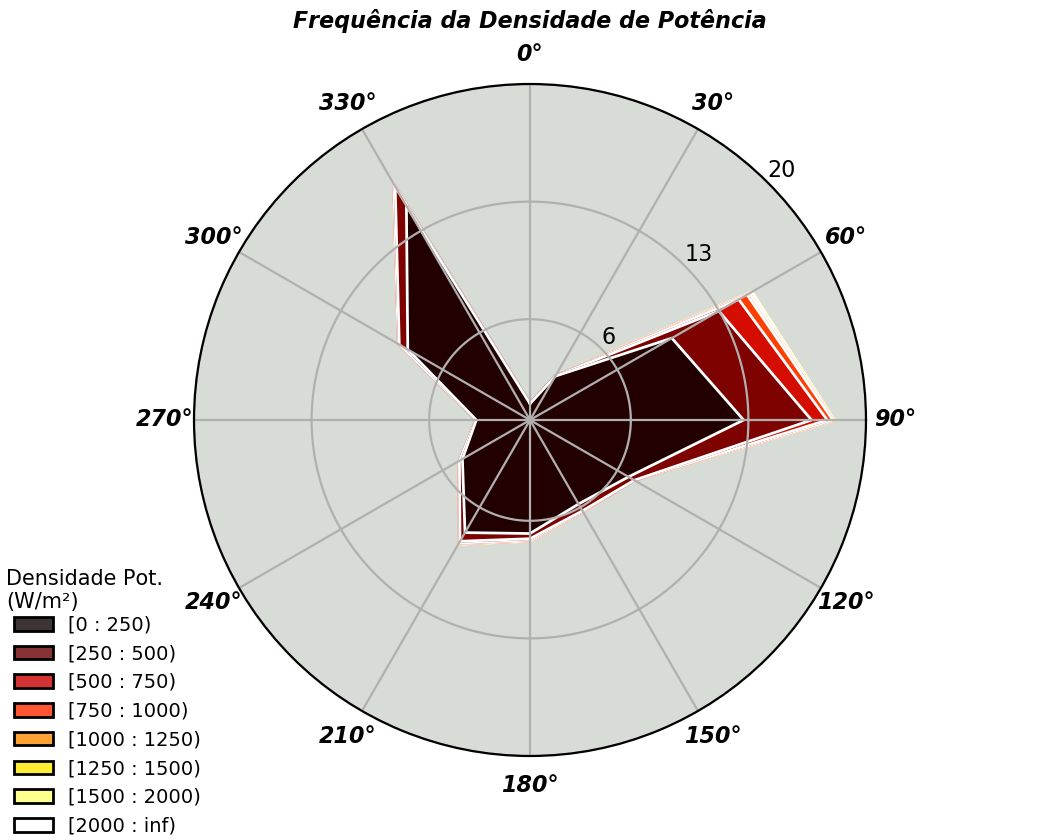 Frequência da Densidade de Potência
0°
330°
30°
20
300°
60°
13
6
270°
90°
Densidade Pot.
(W/m²)
240°
120°
[0 : 250)
[250 : 500)
[500 : 750)
[750 : 1000)
210°
150°
[1000 : 1250)
[1250 : 1500)
180°
[1500 : 2000)
[2000 : inf)